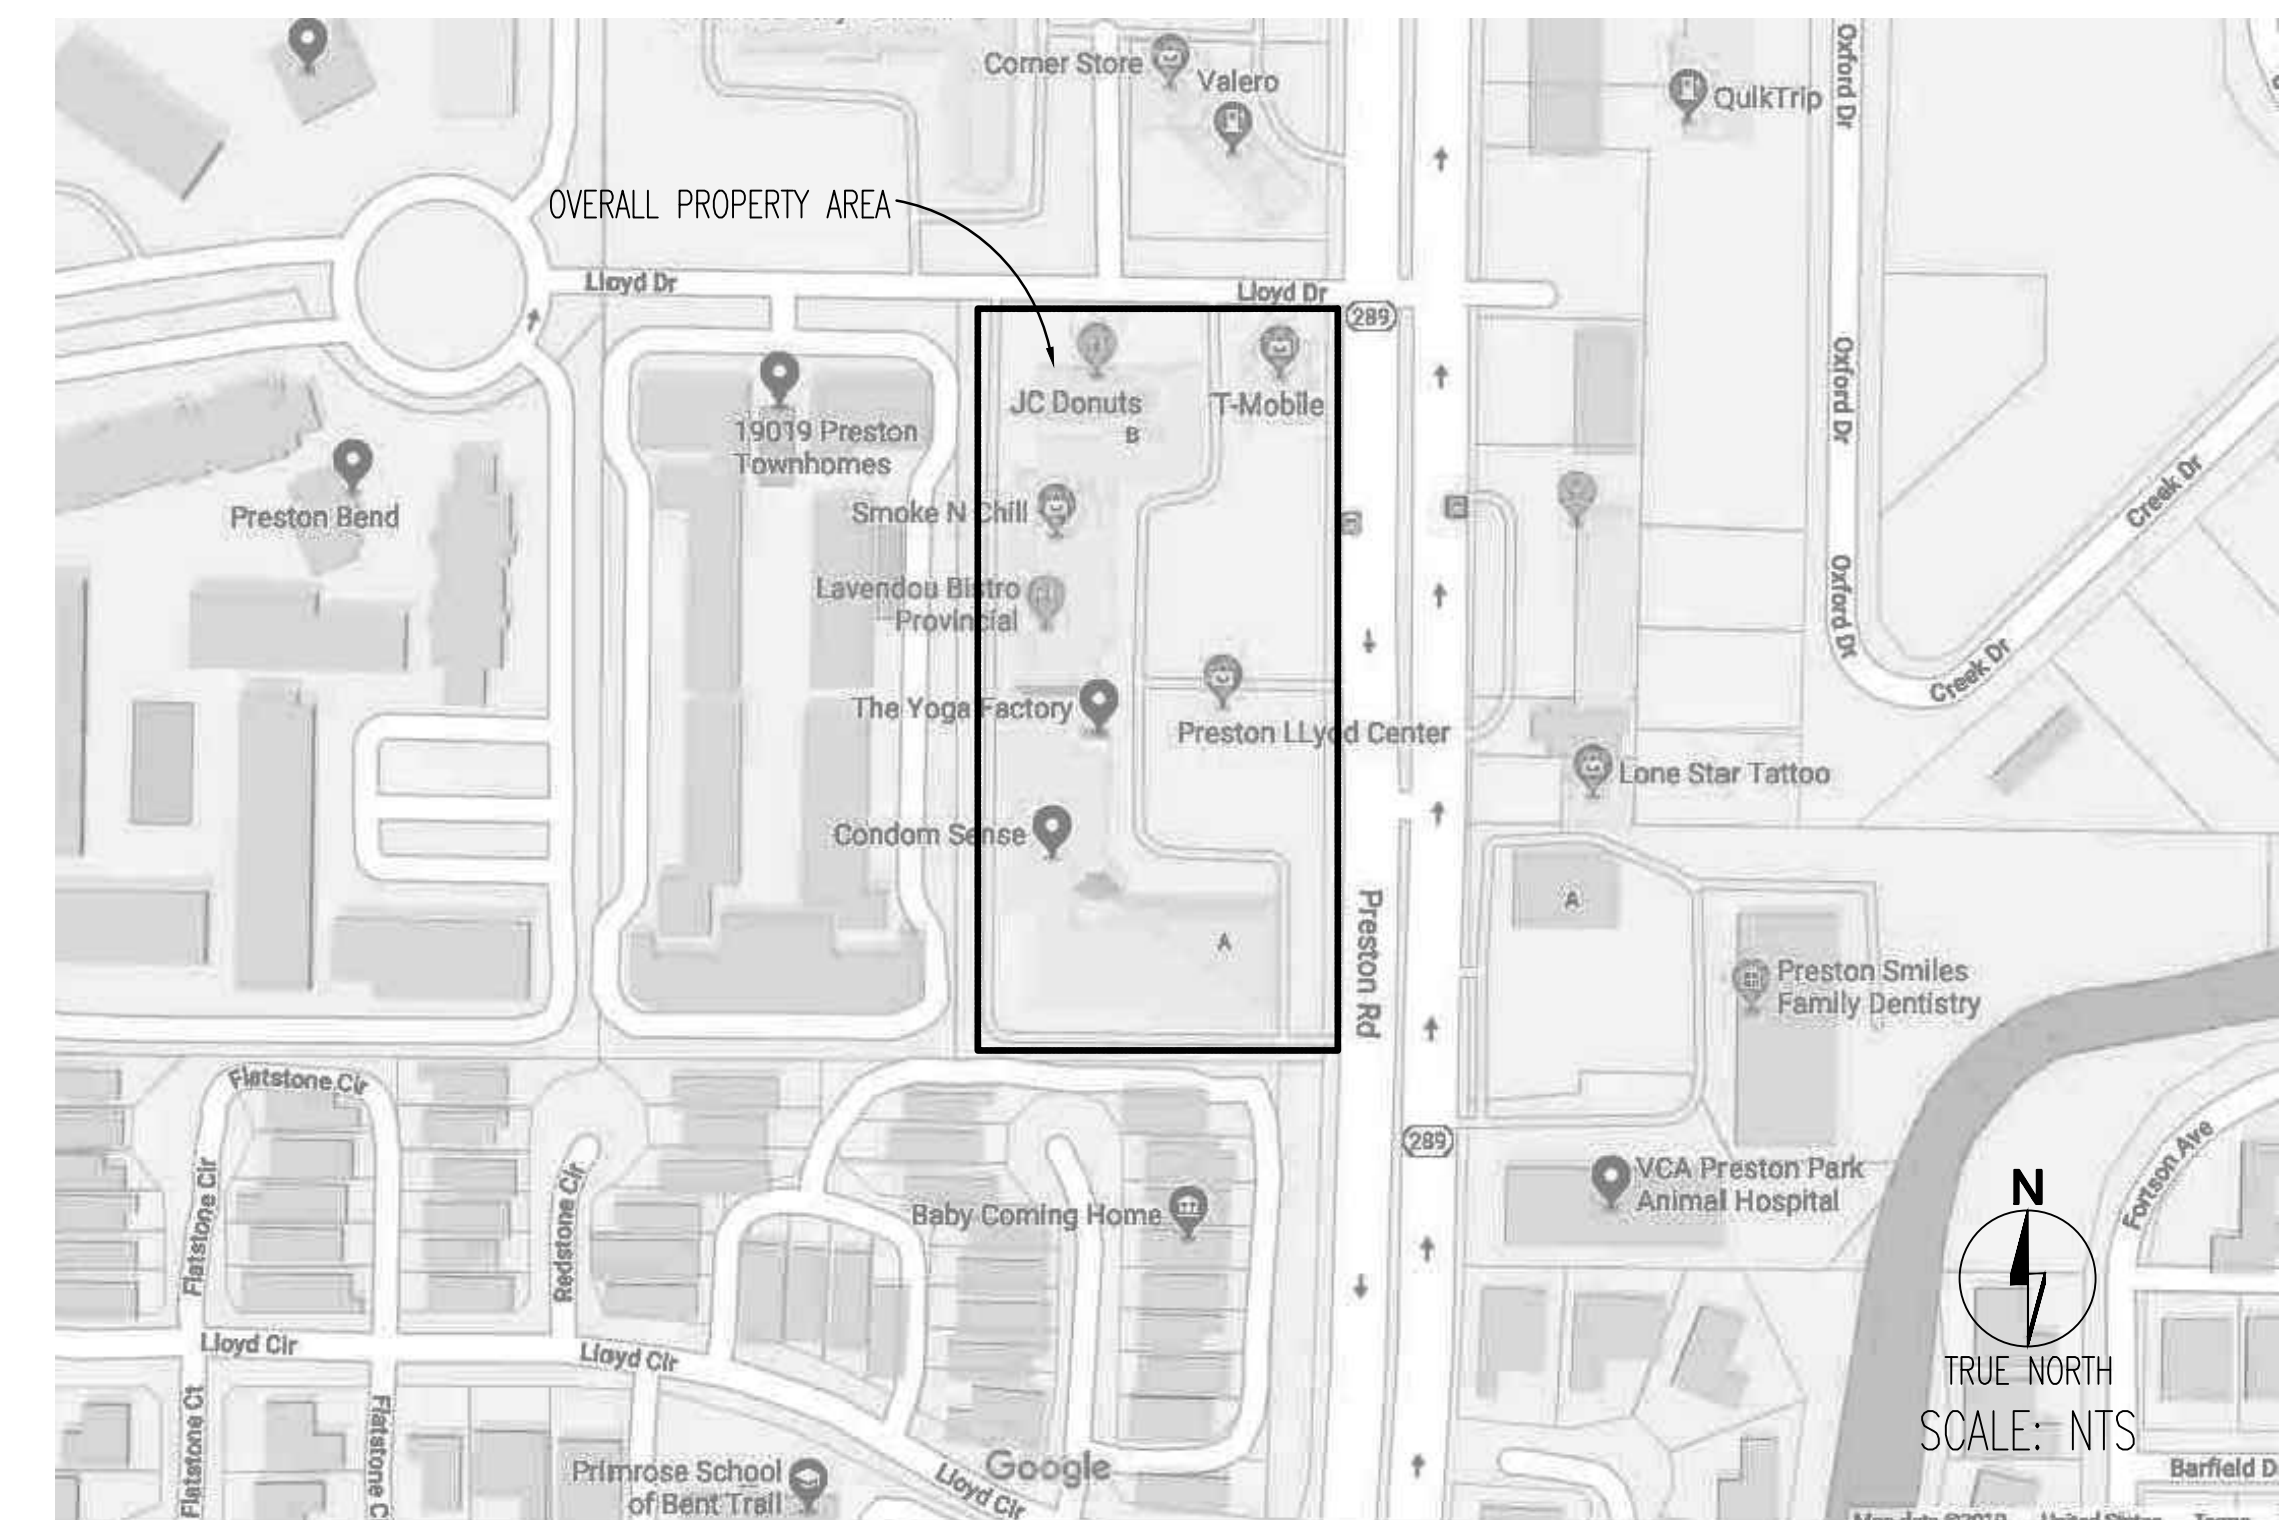 Corner Store
Valero
QuikTrip
Oxford Dr
OVERALL PROPERTY AREA
Lloyd Dr
Lloyd Dr
289
JC Donuts
T-Mobile
B
19019 Preston
Townhomes
Oxford Dr
Preston Bend
Smoke N Chill
Creek Dr
Lavendou Bistro
Provincial
Oxford Dr
The Yoga Factory
Preston LLyod Center
Creek Dr
Lone Star Tattoo
Condom Sense
A
A
Preston Rd
Preston Smiles
Family Dentistry
Flatstone Cir
289
VCA Preston Park
Animal Hospital
Fortson Ave
N
Flatstone Cir
Redstone Cir
Baby Coming Home
Lloyd Cir
Lloyd Cir
TRUE NORTH
SCALE: NTS
Flatstone Ct
Flatstone C
Google
Primrose School
of Bent Trail
Lloyd Cir
Barfield D